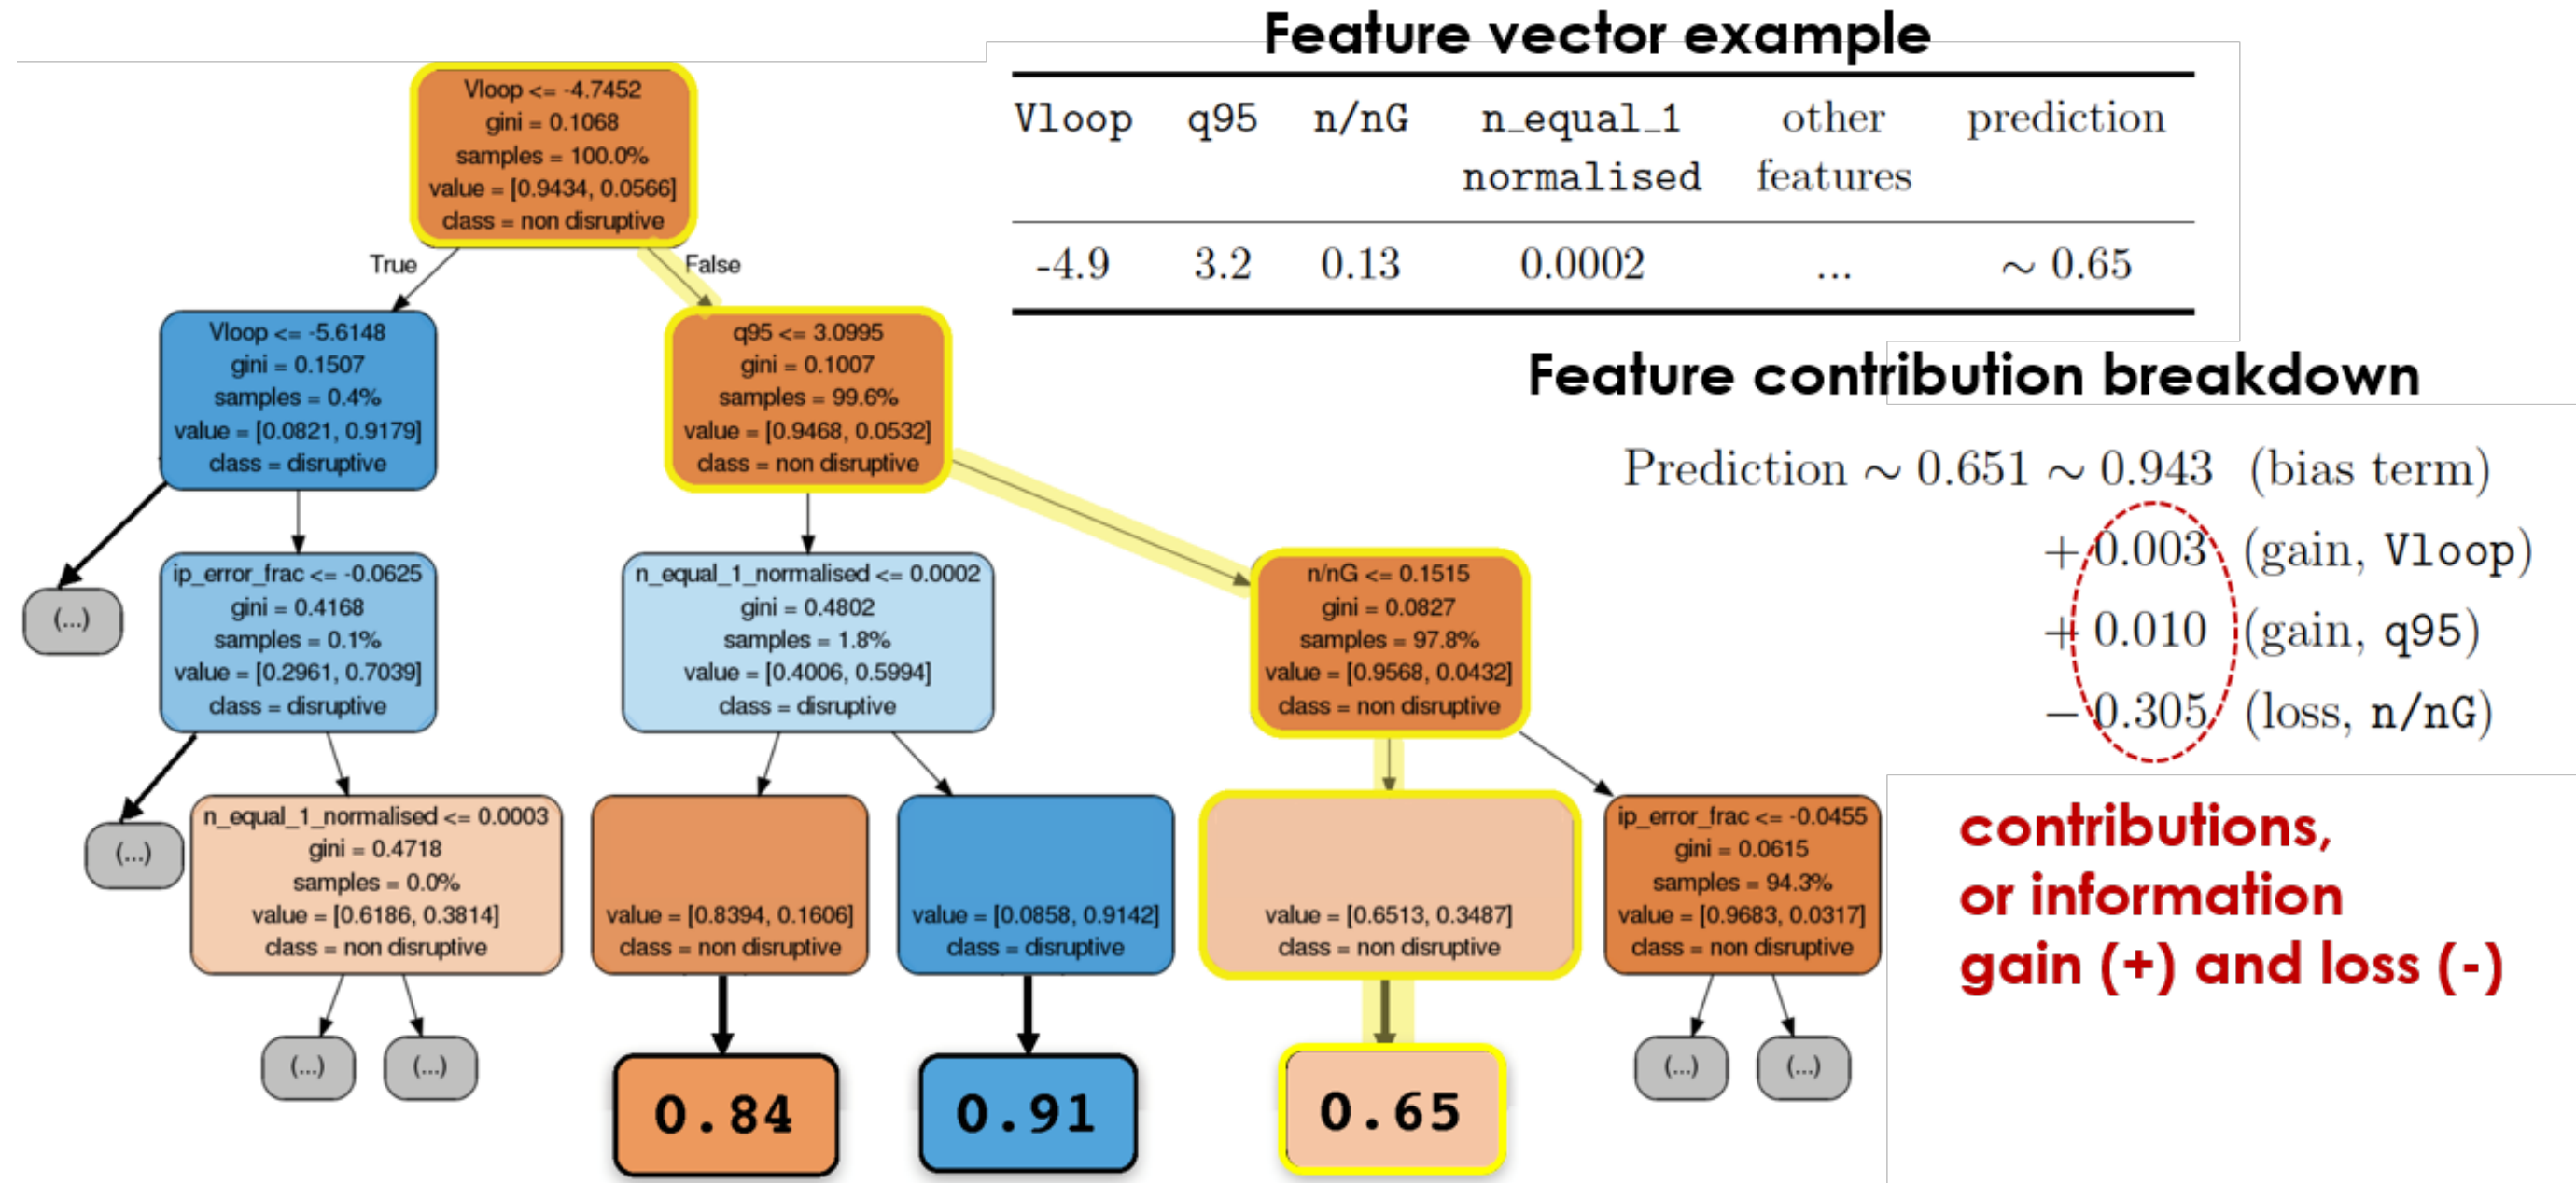 Feature vector example
Vloop q95 n/nG n_equal_1 other prediction
normalised features
-4.9 3.2 0.13 0.0002 ... ~ 0.65
Feature contribution breakdown
Prediction ~ 0.651 ~ 0.943 (bias term)
+ 0.003 (gain, Vloop)
+ 0.010 (gain, q95)
− 0.305 (loss, n/nG)
contributions,
or information
gain (+) and loss (-)
Vloop <= -4.7452
gini = 0.1068
samples = 100.0%
value = [0.9434, 0.0566]
class = non disruptive
True
False
Vloop <= -5.6148
gini = 0.1507
samples = 0.4%
value = [0.0821, 0.9179]
class = disruptive
q95 <= 3.0995
gini = 0.1007
samples = 99.6%
value = [0.9468, 0.0532]
class = non disruptive
(...)
ip_error_frac <= -0.0625
gini = 0.4168
samples = 0.1%
value = [0.2961, 0.7039]
class = disruptive
n_equal_1_normalised <= 0.0002
gini = 0.4802
samples = 1.8%
value = [0.4006, 0.5994]
class = disruptive
n/nG <= 0.1515
gini = 0.0827
samples = 97.8%
value = [0.9568, 0.0432]
class = non disruptive
(...)
n_equal_1_normalised <= 0.0003
gini = 0.4718
samples = 0.0%
value = [0.6186, 0.3814]
class = non disruptive
value = [0.8394, 0.1606]
class = non disruptive
value = [0.0858, 0.9142]
class = disruptive
value = [0.6513, 0.3487]
class = non disruptive
ip_error_frac <= -0.0455
gini = 0.0615
samples = 94.3%
value = [0.9683, 0.0317]
class = non disruptive
(...)
(...)
0.84
0.91
0.65
(...)
(...)